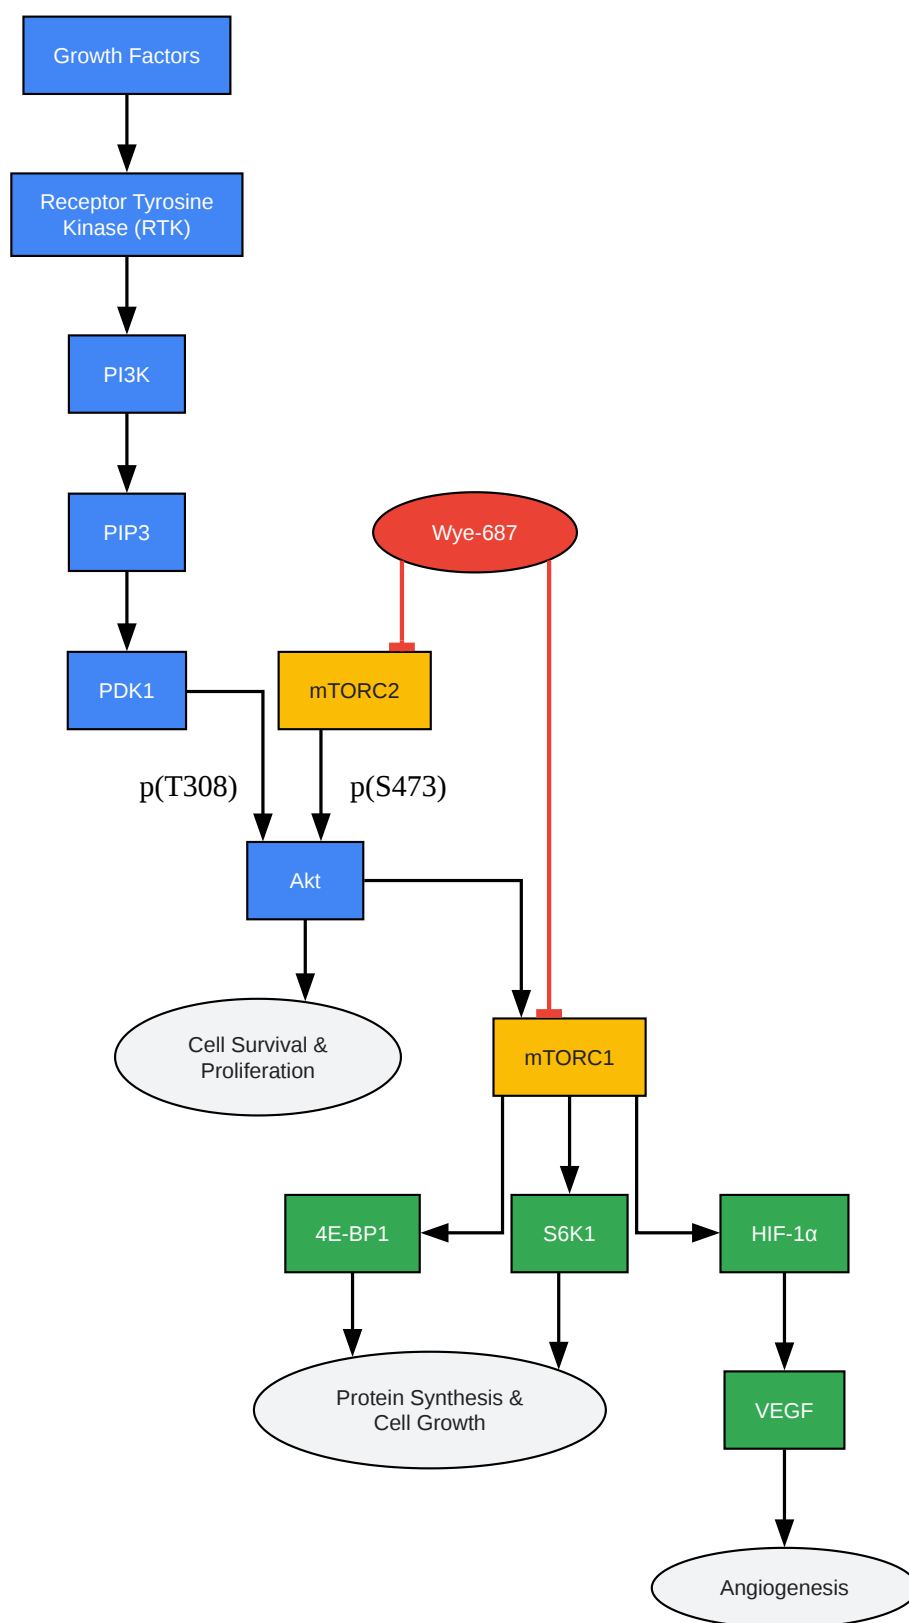 Growth Factors
Receptor Tyrosine
Kinase (RTK)
PI3K
PIP3
Wye-687
PDK1
mTORC2
p(T308)
p(S473)
Akt
Cell Survival &
Proliferation
mTORC1
4E-BP1
S6K1
HIF-1α
Protein Synthesis &
Cell Growth
VEGF
Angiogenesis